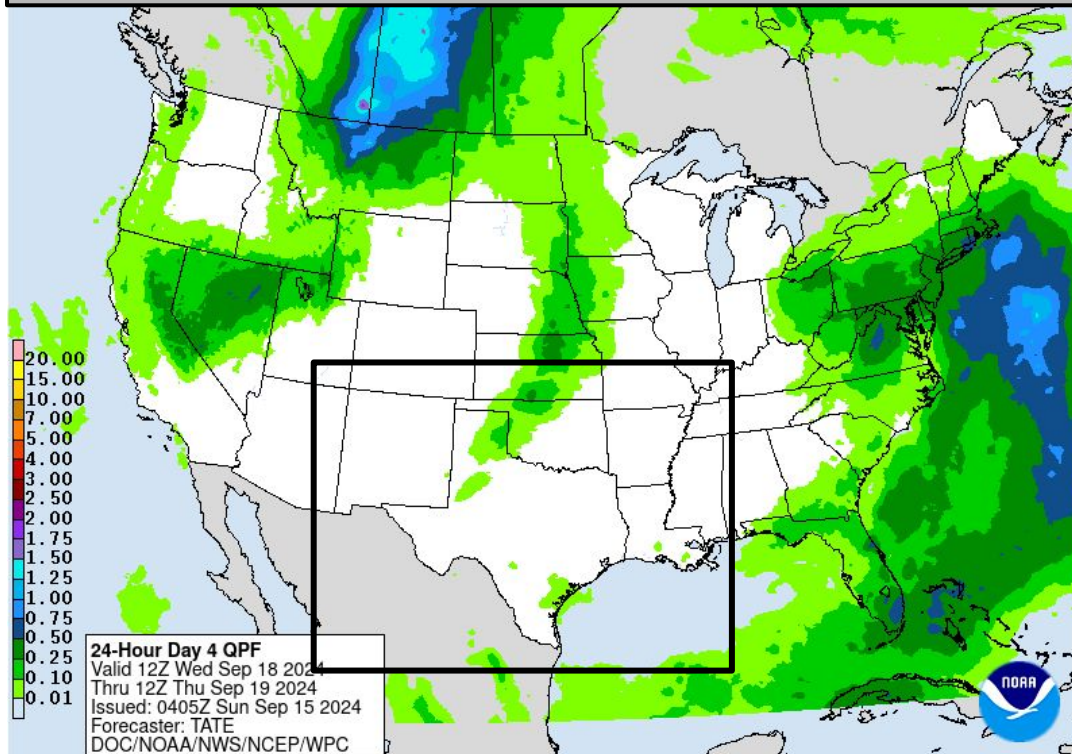 20.00
15.00
10.00
7.00
5.00
4.00
3.00
2.50
2.00
1.75
1.50
1.25
1.00
0.75
0.50
0.25
0.10
0.01
24-Hour Day 4 QPF
Valid 12Z Wed Sep 18 2024
Thru 12Z Thu Sep 19 2024
Issued: 0405Z Sun Sep 15 2024
Forecaster: TATE
DOC/NOAA/NWS/NCEP/WPC
NOAA